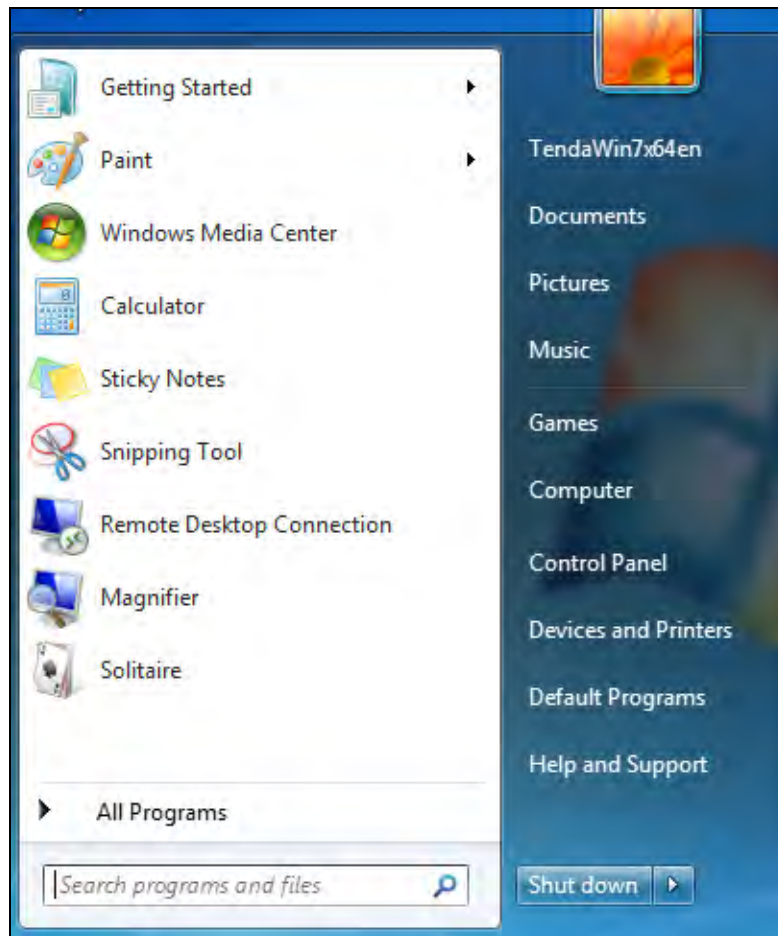 Getting Started
Paint
Windows Media Center
Calculator
Sticky Notes
Snipping Tool
Remote Desktop Connection
Magnifier
Solitaire
All Programs
Search programs and files
TendaWin7x64en
Documents
Pictures
Music
Games
Computer
Control Panel
Devices and Printers
Default Programs
Help and Support
Shut down